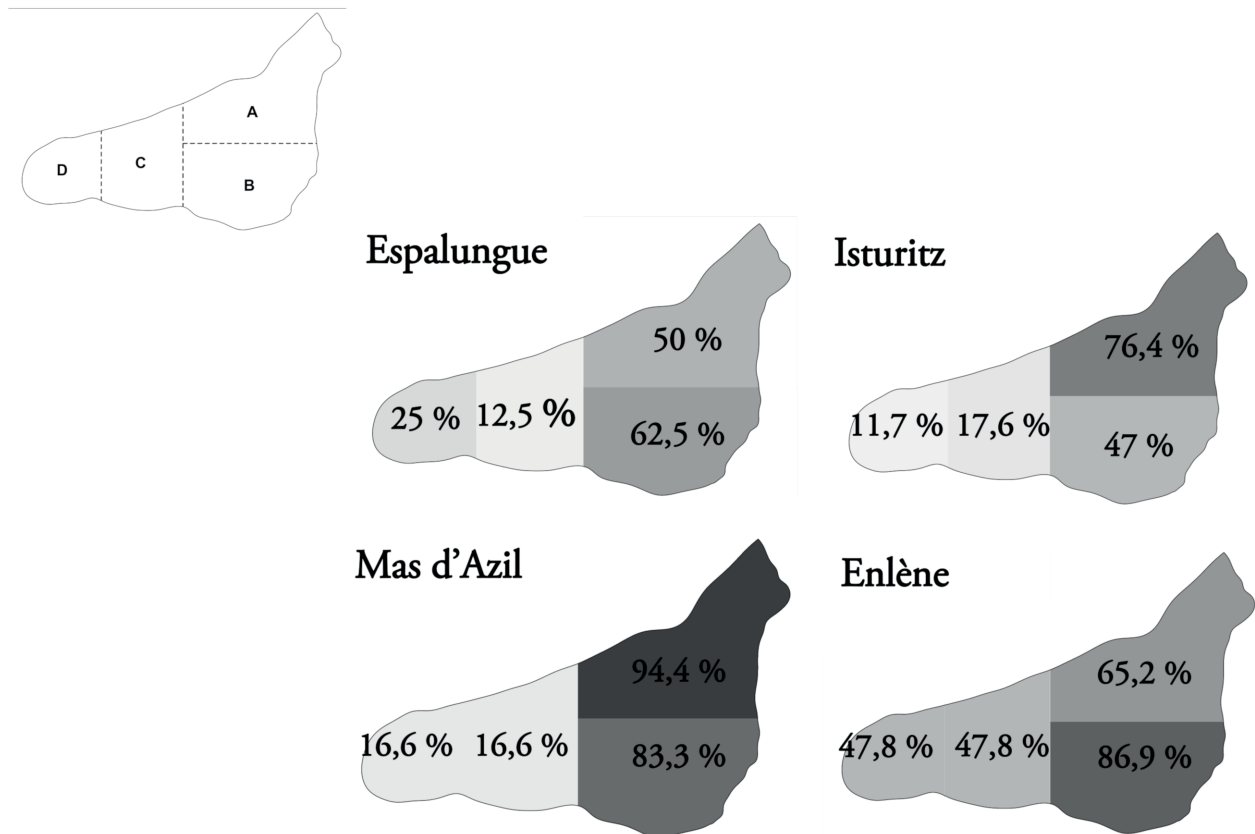 A
D
C
B
Espalungue
50 %
25 %
12,5 %
62,5 %
Isturitz
76,4 %
11,7 %
17,6 %
47 %
Mas d’Azil
94,4 %
16,6 %
16,6 %
83,3 %
Enlène
65,2 %
47,8 %
47,8 %
86,9 %